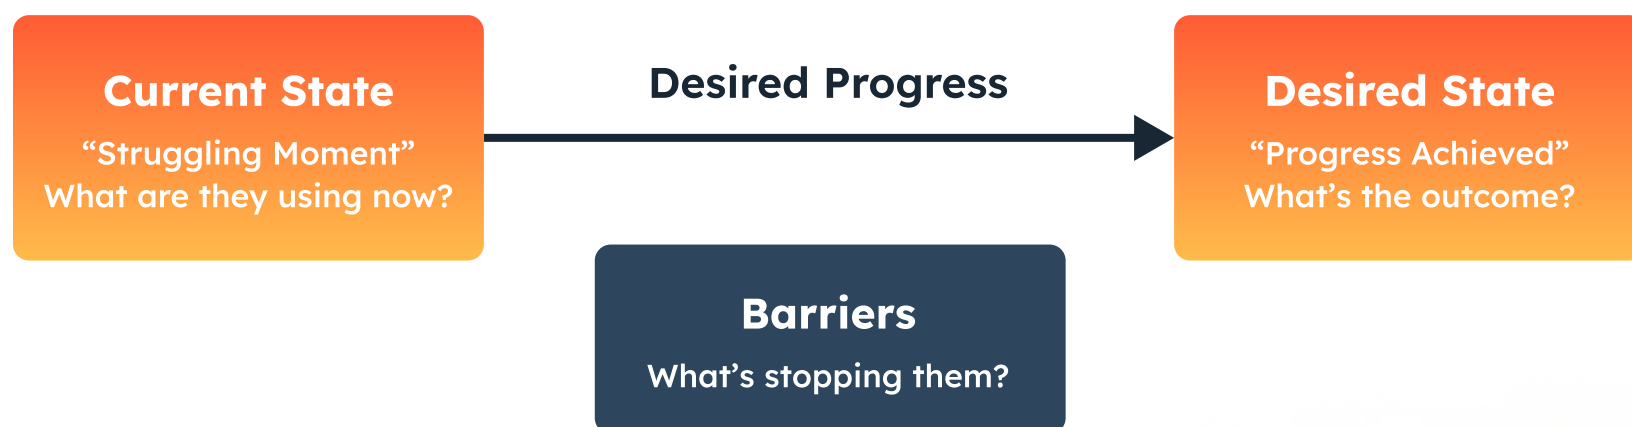 Current State
“Struggling Moment”
What are they using now?
Desired Progress
Desired State
“Progress Achieved”
What’s the outcome?
Barriers
What’s stopping them?